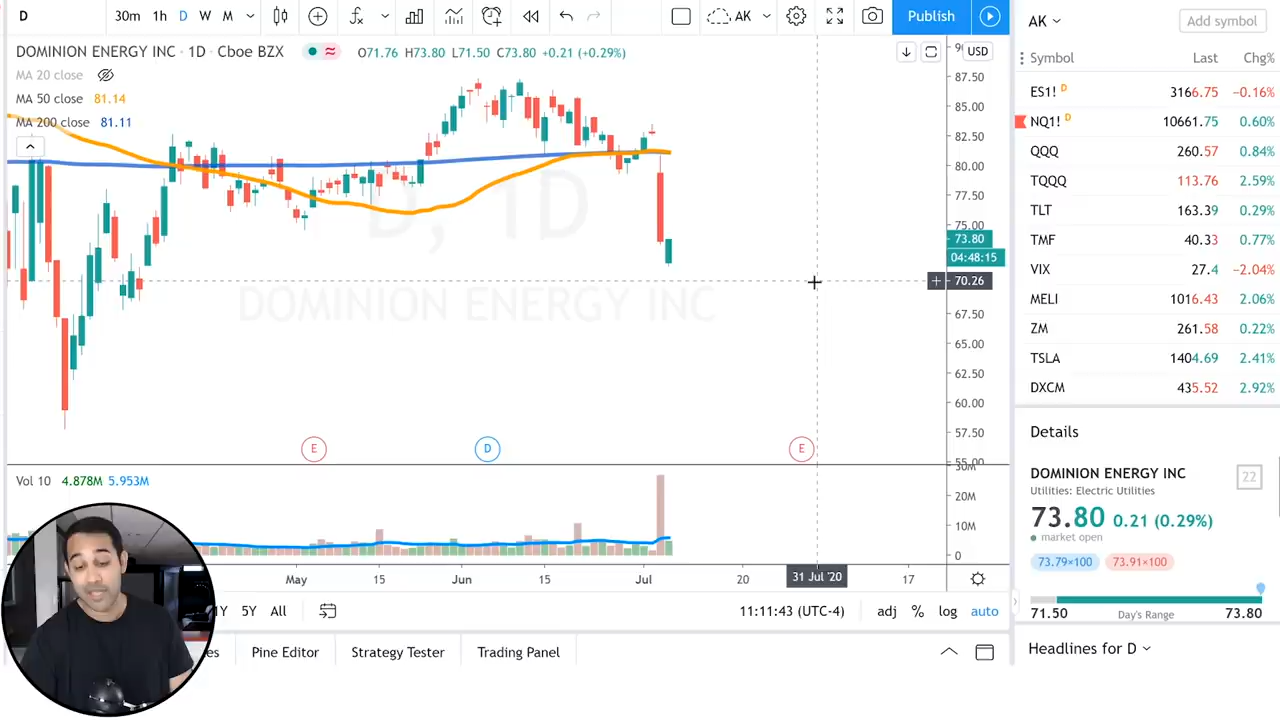 D 30m 1h D W M AK Publish
DOMINION ENERGY INC · 1D · Cboe BZX O71.76 H73.80 L71.50 C73.80 +0.21 (+0.29%)
MA 20 close
MA 50 close 81.14
MA 200 close 81.11
USD
87.50
85.00
82.50
80.00
77.50
75.00
73.80
04:48:15
70.26
67.50
65.00
62.50
60.00
57.50
55.00
D, 1D
DOMINION ENERGY INC
E D E
Vol 10 4.878M 5.953M
30M
20M
10M
0
May 15 Jun 15 Jul 20 31 Jul '20 17
1Y 5Y All 11:11:43 (UTC-4) adj % log auto
Pine Editor Strategy Tester Trading Panel
AK Add symbol
Symbol Last Chg%
ES1! D 3166.75 −0.16%
NQ1! D 10661.75 0.60%
QQQ 260.57 0.84%
TQQQ 113.76 2.59%
TLT 163.39 0.29%
TMF 40.33 0.77%
VIX 27.4 −2.04%
MELI 1016.43 2.06%
ZM 261.58 0.22%
TSLA 1404.69 2.41%
DXCM 435.52 2.92%
Details
DOMINION ENERGY INC 22
Utilities: Electric Utilities
73.80 0.21 (0.29%)
market open
73.79×100 73.91×100
71.50 Day's Range 73.80
Headlines for D